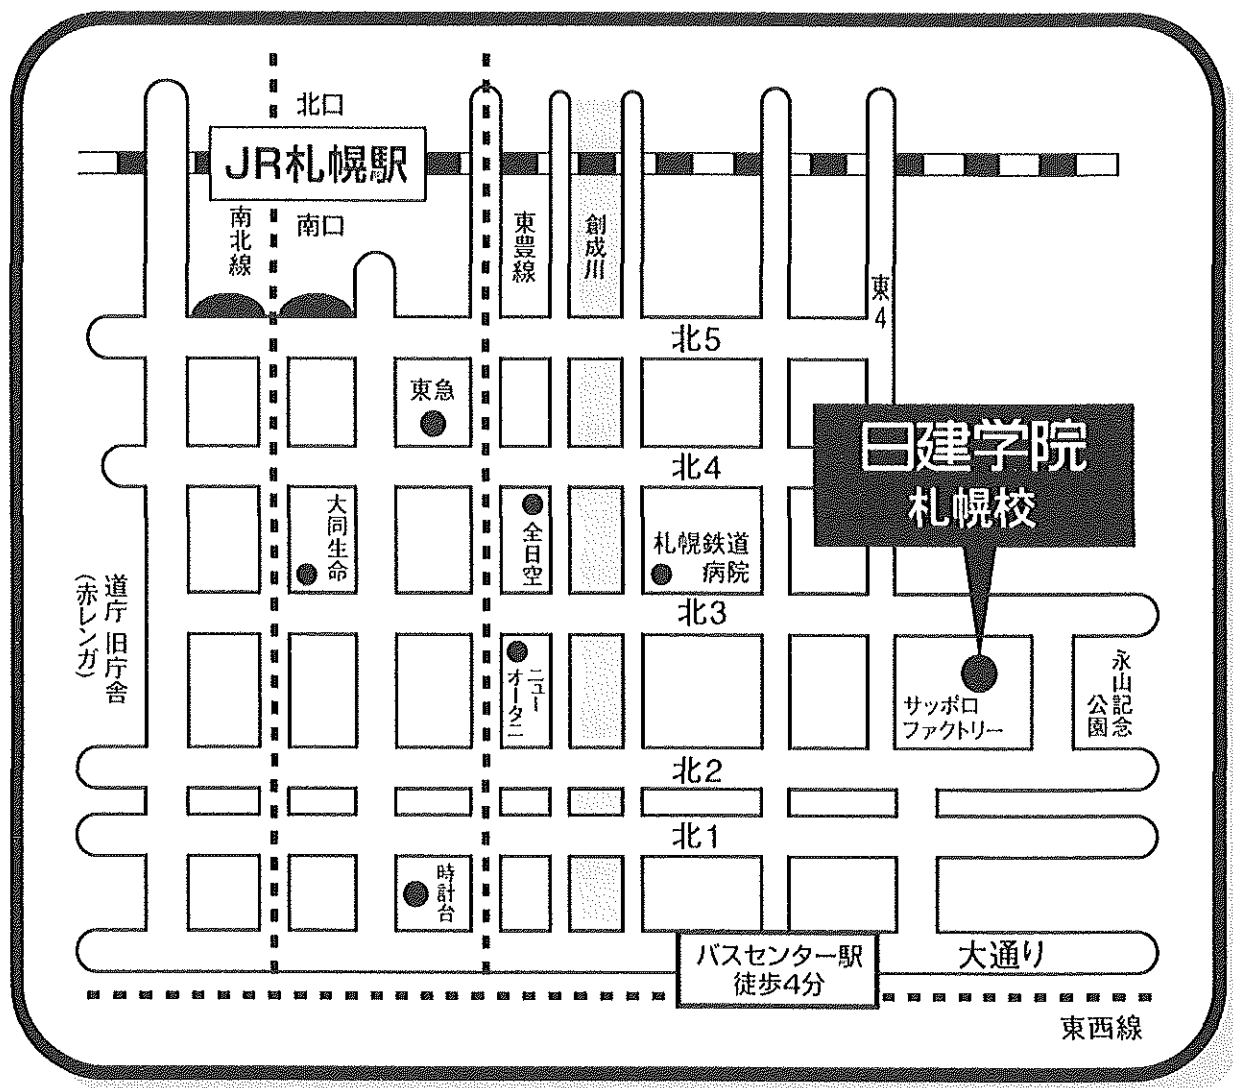 北口
JR札幌駅
南口
南北線
東豊線
創成川
東4
北5
東急
日建学院
札幌校
北4
大同生命
全日空
札幌鉄道
病院
道庁旧庁舎
(赤レンガ)
北3
ニュー
オータニ
サッポロ
ファクトリー
永山記念
公園
北2
北1
時計台
バスセンター駅
徒歩4分
大通り
東西線